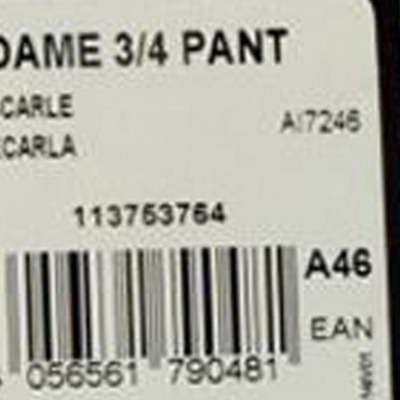 DAME 3/4 PANT
CARLE
CARLA
AI7246
113753764
A46
EAN
056561 790481